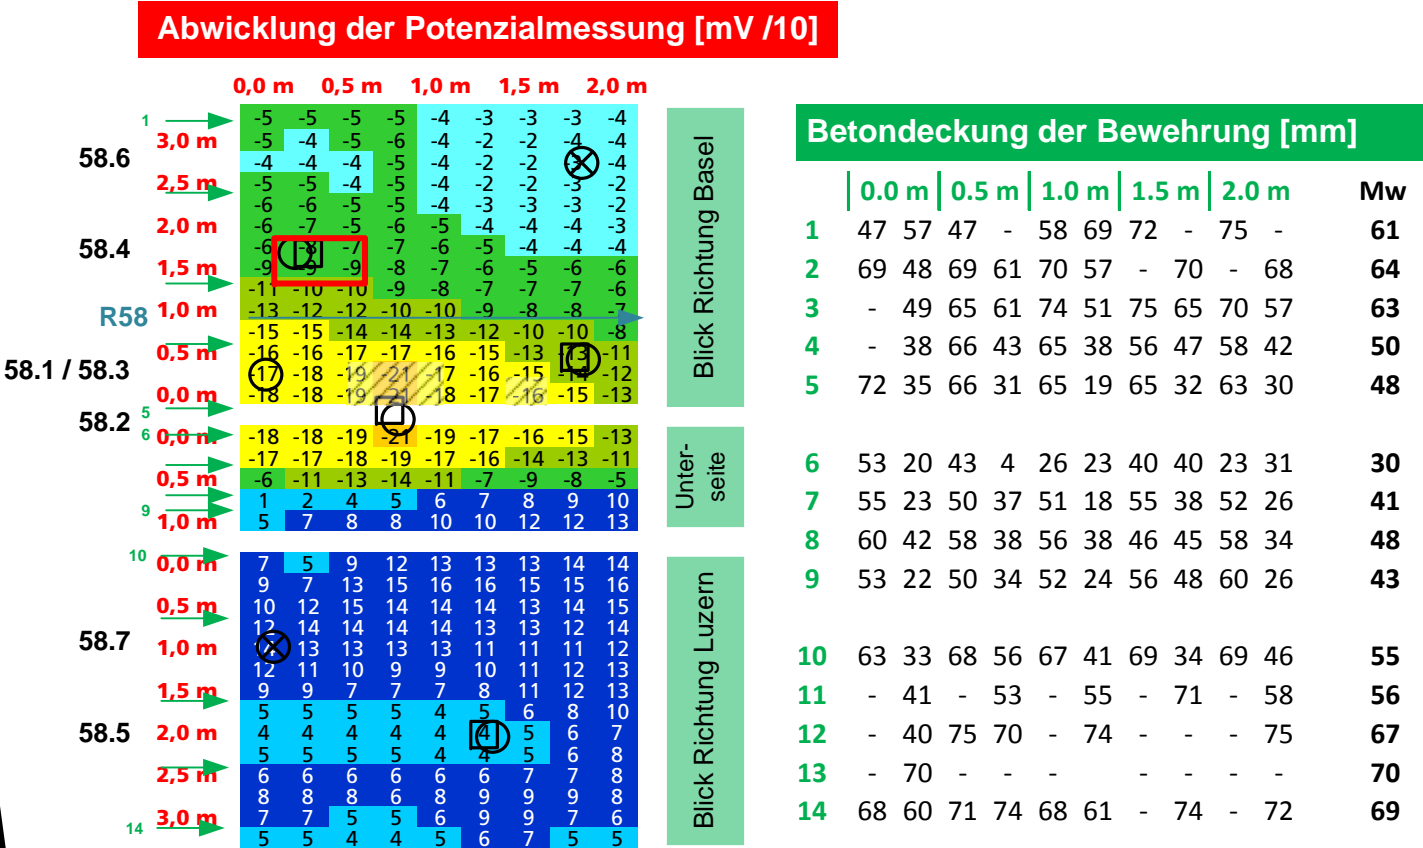 Abwicklung der Potenzialmessung [mV /10]
0,0 m 0,5 m 1,0 m 1,5 m 2,0 m
1 -5 -5 -5 -5 -4 -3 -3 -3 -4
3,0 m -5 -4 -5 -6 -4 -2 -2 -4 -4
58.6 -4 -4 -4 -5 -4 -2 -2 -3 -4
2,5 m -5 -5 -4 -5 -4 -2 -2 -3 -2
-6 -6 -5 -5 -4 -3 -3 -3 -2
2,0 m -6 -7 -5 -6 -5 -4 -4 -4 -3
58.4 -6 -8 -7 -7 -6 -5 -4 -4 -4
1,5 m -9 -9 -9 -8 -7 -6 -5 -6 -6
-11 -10 -10 -9 -8 -7 -7 -7 -6
R58 1,0 m -13 -12 -12 -10 -10 -9 -8 -8 -7
-15 -15 -14 -14 -13 -12 -10 -10 -8
0,5 m -16 -16 -17 -17 -16 -15 -13 -13 -11
58.1 / 58.3 -17 -18 -19 -21 -17 -16 -15 -14 -12
0,0 m -18 -18 -19 -21 -18 -17 -16 -15 -13
58.2 5
6 0,0 m -18 -18 -19 -21 -19 -17 -16 -15 -13
-17 -17 -18 -19 -17 -16 -14 -13 -11
0,5 m -6 -11 -13 -14 -11 -7 -9 -8 -5
9 1 2 4 5 6 7 8 9 10
1,0 m 5 7 8 8 10 10 12 12 13
10 0,0 m 7 5 9 12 13 13 13 14 14
9 7 13 15 16 16 15 15 16
0,5 m 10 12 15 14 14 14 13 14 15
12 14 14 14 14 13 13 12 14
58.7 1,0 m 13 13 13 13 11 11 11 12
12 11 10 9 9 10 11 12 13
1,5 m 9 9 7 7 7 8 11 12 13
5 5 5 5 4 5 6 8 10
58.5 2,0 m 4 4 4 4 4 4 5 6 7
5 5 5 5 4 4 5 6 8
2,5 m 6 6 6 6 6 6 7 7 8
8 8 8 6 8 9 9 9 8
3,0 m 7 7 5 5 6 9 9 7 6
14 5 5 4 4 5 6 7 5 5
Blick Richtung Basel
Unter-
seite
Blick Richtung Luzern
Betondeckung der Bewehrung [mm]
0.0 m 0.5 m 1.0 m 1.5 m 2.0 m Mw
1 47 57 47 - 58 69 72 - 75 - 61
2 69 48 69 61 70 57 - 70 - 68 64
3 - 49 65 61 74 51 75 65 70 57 63
4 - 38 66 43 65 38 56 47 58 42 50
5 72 35 66 31 65 19 65 32 63 30 48
6 53 20 43 4 26 23 40 40 23 31 30
7 55 23 50 37 51 18 55 38 52 26 41
8 60 42 58 38 56 38 46 45 58 34 48
9 53 22 50 34 52 24 56 48 60 26 43
10 63 33 68 56 67 41 69 34 69 46 55
11 - 41 - 53 - 55 - 71 - 58 56
12 - 40 75 70 - 74 - - - 75 67
13 - 70 - - - - - - - 70
14 68 60 71 74 68 61 - 74 - 72 69